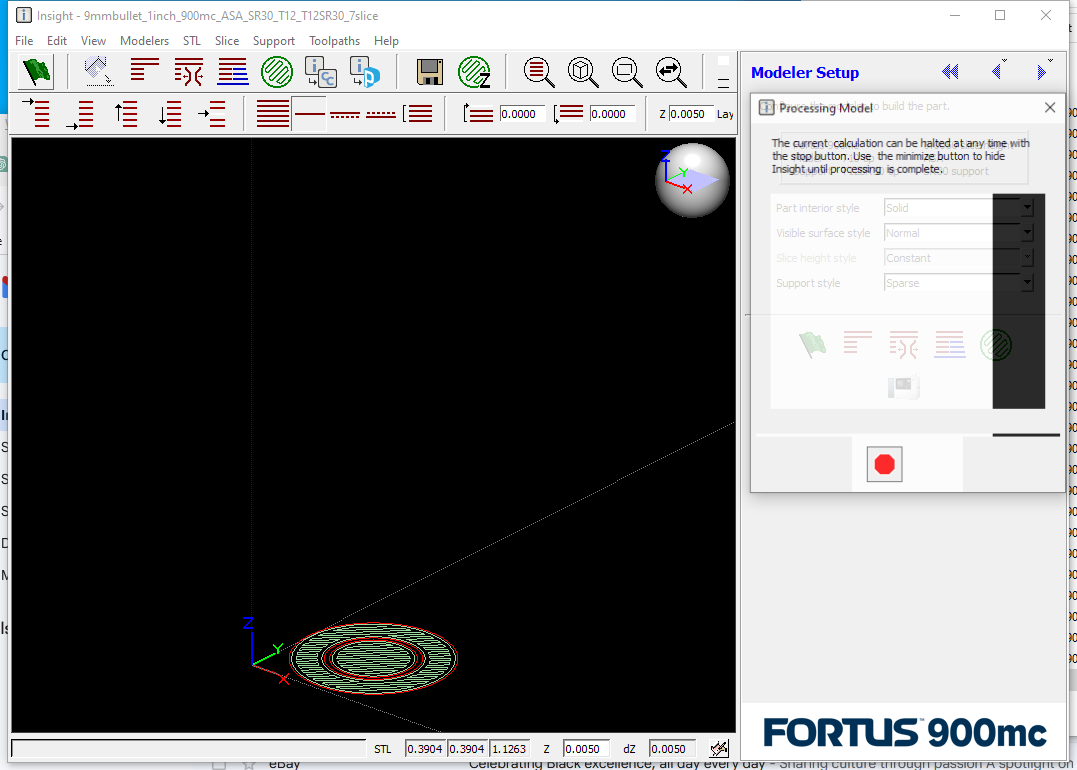 Insight - 9mmbullet_1inch_900mc_ASA_SR30_T12_T12SR30_7slice
File Edit View Modelers STL Slice Support Toolpaths Help
0.0000 0.0000 Z 0.0050 Lay
Modeler Setup
Processing Model to build the part.
The current calculation can be halted at any time with
the stop button. Use the minimize button to hide
Insight until processing is complete.
support
Part interior style Solid
Visible surface style Normal
Slice height style Constant
Support style Sparse
Z
Y
X
Z
Y
X
STL 0.3904 0.3904 1.1263 Z 0.0050 dZ 0.0050
FORTUS 900mc
eBay Celebrating Black excellence, all day every day - Sharing culture through passion A spotlight on